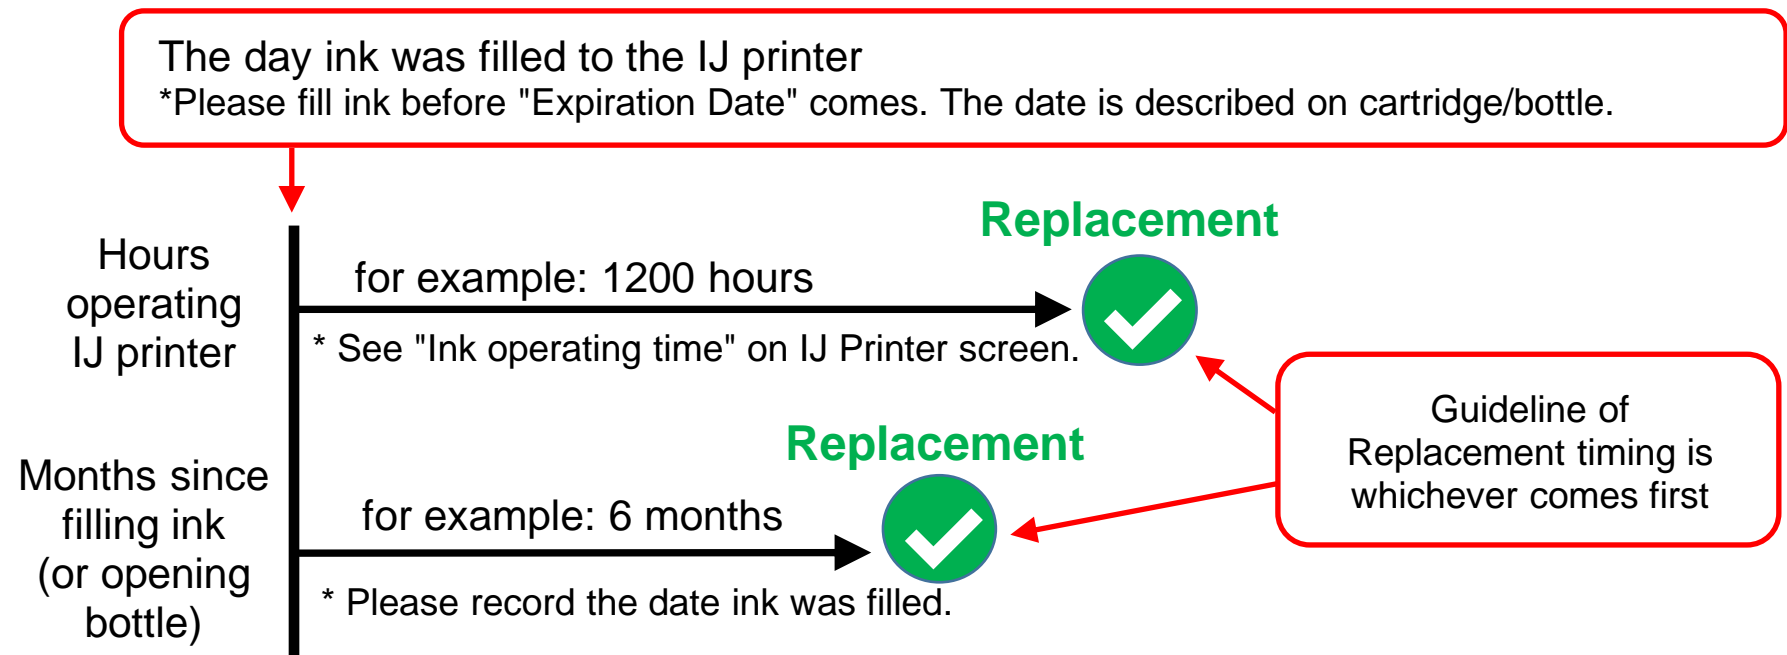 The day ink was filled to the IJ printer
*Please fill ink before "Expiration Date" comes. The date is described on cartridge/bottle.
Hours
operating
IJ printer
for example: 1200 hours
* See "Ink operating time" on IJ Printer screen.
Replacement
Months since
filling ink
(or opening
bottle)
for example: 6 months
* Please record the date ink was filled.
Replacement
Guideline of
Replacement timing is
whichever comes first